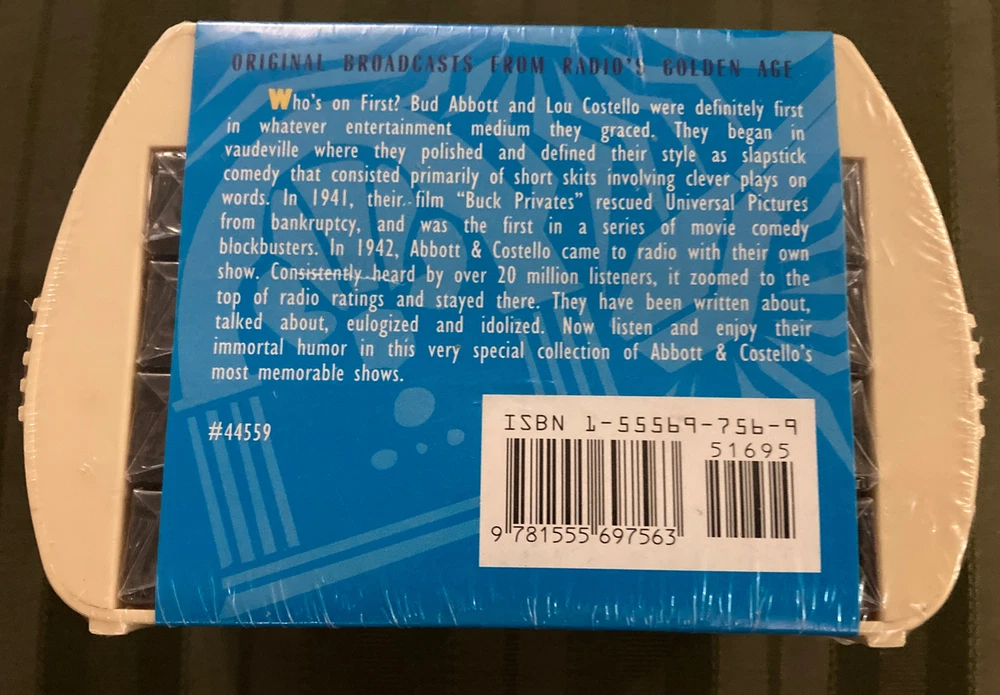 ORIGINAL BROADCASTS FROM RADIO'S GOLDEN AGE
Who's on First? Bud Abbott and Lou Costello were definitely first
in whatever entertainment medium they graced. They began in
vaudeville where they polished and defined their style as slapstick
comedy that consisted primarily of short skits involving clever plays on
words. In 1941, their film “Buck Privates” rescued Universal Pictures
from bankruptcy, and was the first in a series of movie comedy
blockbusters. In 1942, Abbott & Costello came to radio with their own
show. Consistently heard by over 20 million listeners, it zoomed to the
top of radio ratings and stayed there. They have been written about,
talked about, eulogized and idolized. Now listen and enjoy their
immortal humor in this very special collection of Abbott & Costello's
most memorable shows.
#44559
ISBN 1-55569-756-9
51695
9 781555 697563